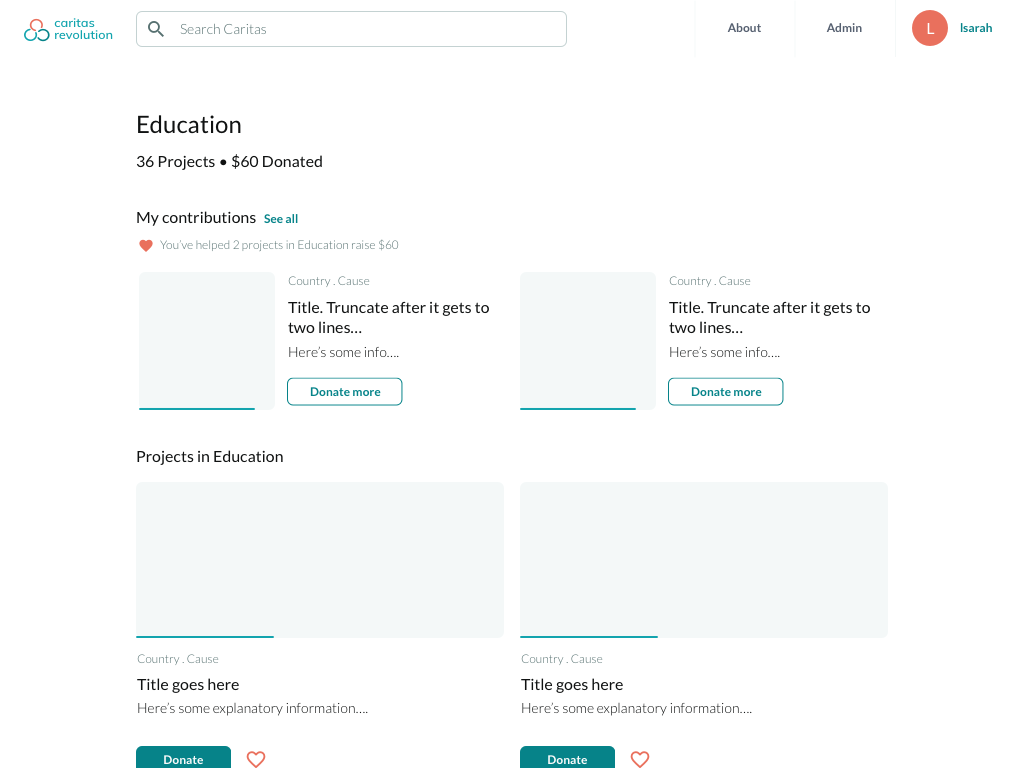 caritas
revolution
Search Caritas
About
Admin
L
lsarah
Education
36 Projects • $60 Donated
My contributions See all
You've helped 2 projects in Education raise $60
Country . Cause
Title. Truncate after it gets to
two lines...
Here's some info....
Donate more
Country . Cause
Title. Truncate after it gets to
two lines...
Here's some info....
Donate more
Projects in Education
Country . Cause
Title goes here
Here's some explanatory information....
Donate
Country . Cause
Title goes here
Here's some explanatory information....
Donate